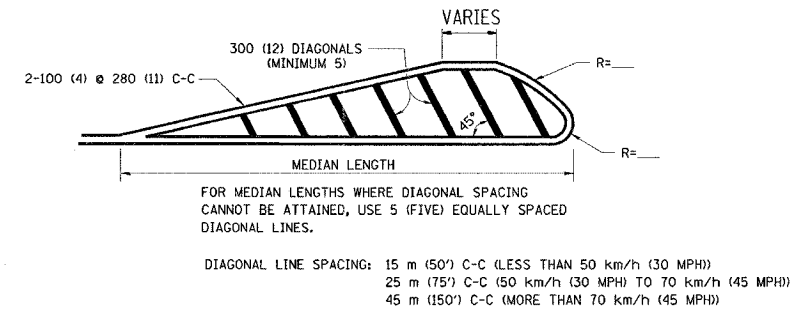 VARIES
300 (12) DIAGONALS
(MINIMUM 5)
R=___
2-100 (4) @ 280 (11) C-C
45°
R=___
MEDIAN LENGTH
FOR MEDIAN LENGTHS WHERE DIAGONAL SPACING
CANNOT BE ATTAINED, USE 5 (FIVE) EQUALLY SPACED
DIAGONAL LINES.
DIAGONAL LINE SPACING: 15 m (50') C-C (LESS THAN 50 km/h (30 MPH))
25 m (75') C-C (50 km/h (30 MPH) TO 70 km/h (45 MPH))
45 m (150') C-C (MORE THAN 70 km/h (45 MPH))